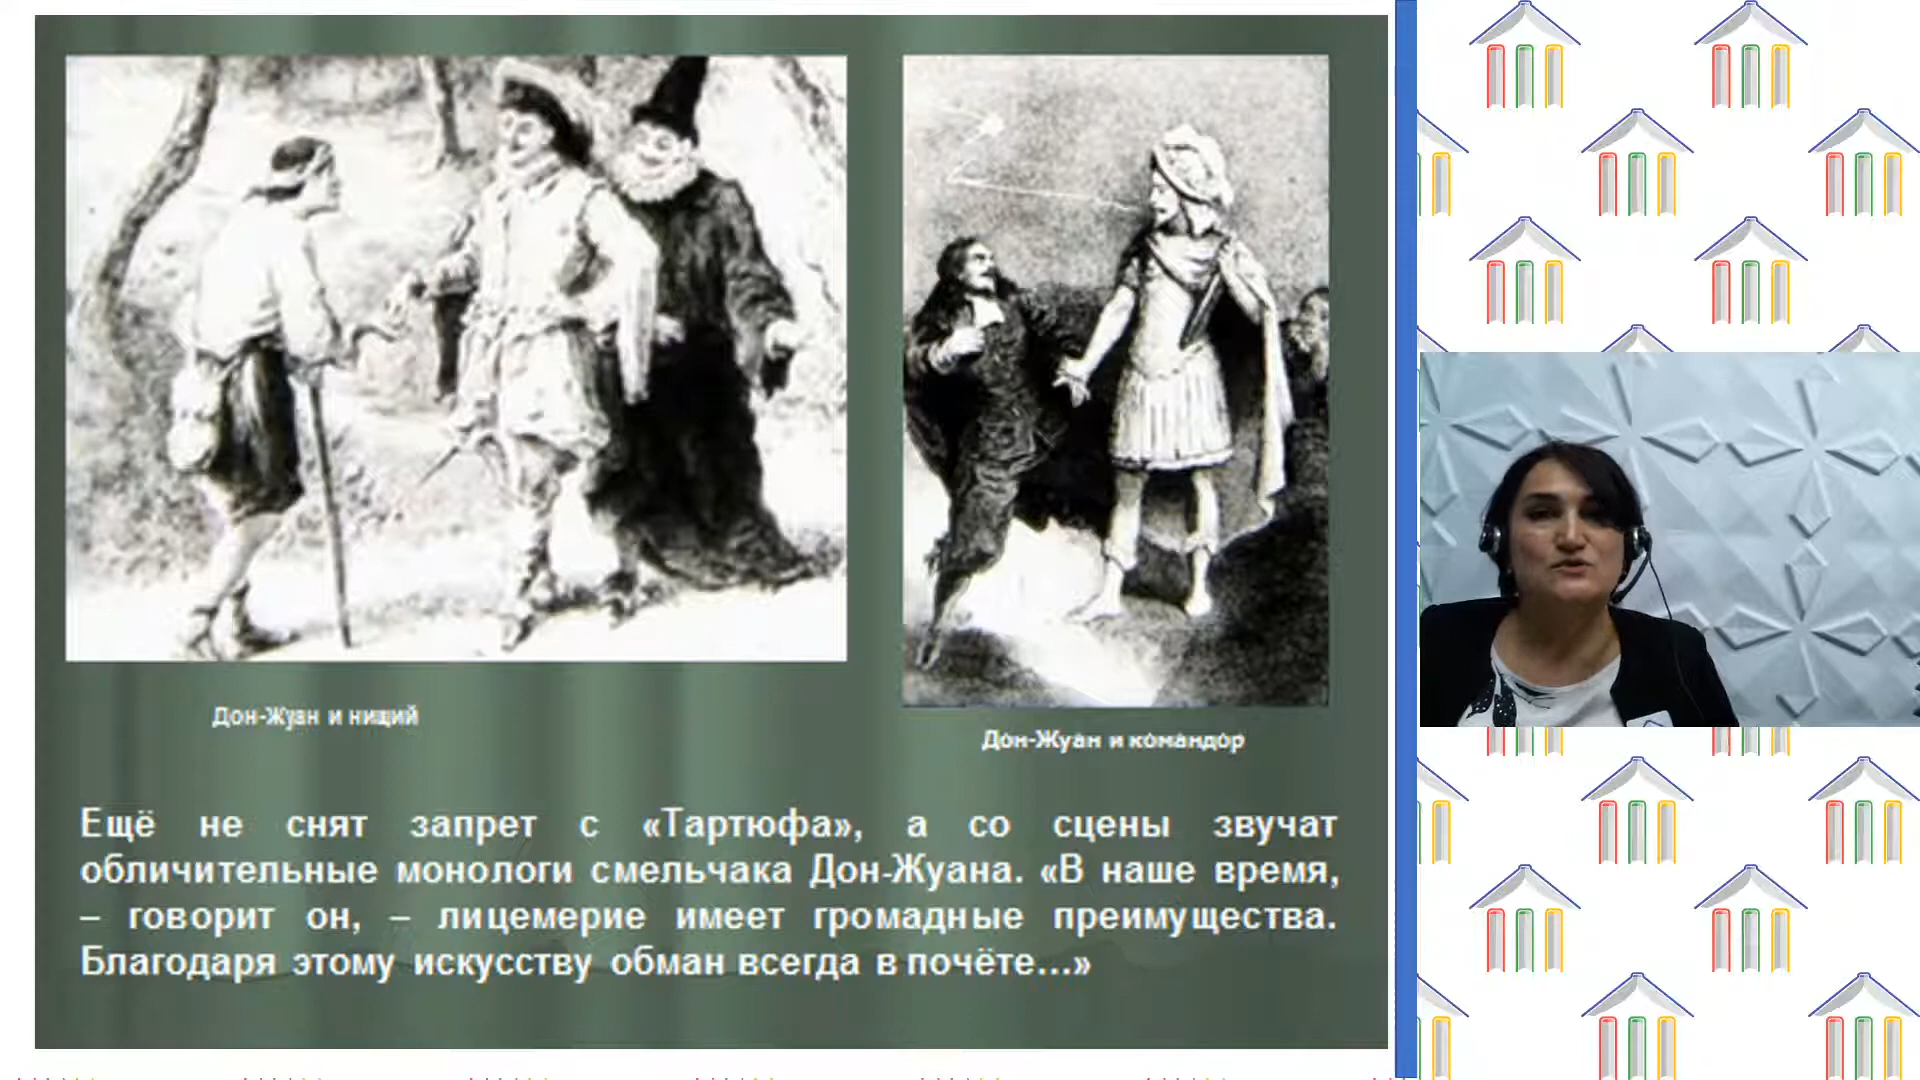 Дон-Жуан и нищий
Дон-Жуан и командор
Ещё не снят запрет с «Тартюфа», а со сцены звучат
обличительные монологи смельчака Дон-Жуана. «В наше время,
– говорит он, – лицемерие имеет громадные преимущества.
Благодаря этому искусству обман всегда в почёте...»